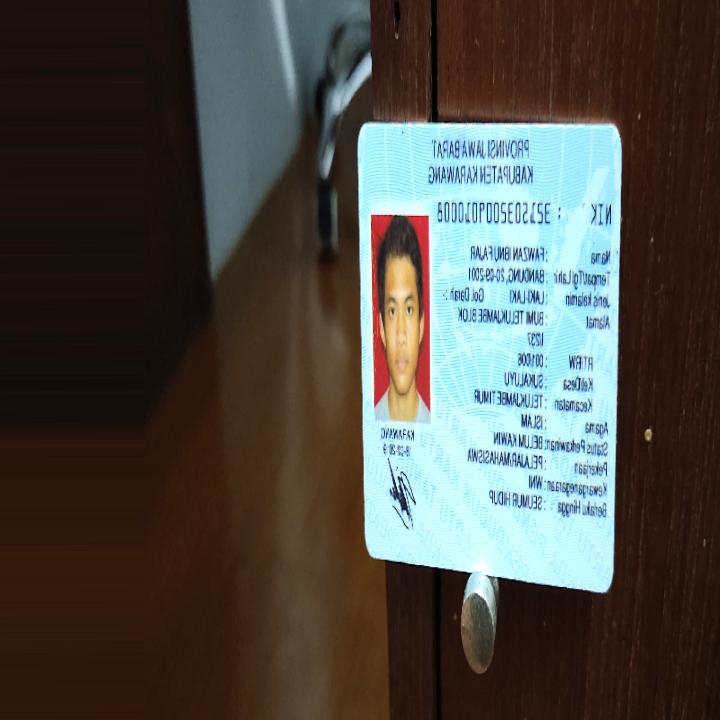 PROVINSI JAWA BARAT
KABUPATEN KARAWANG
NIK : 3215032009010008
Nama : FAWZAN IBNU FAJAR
Tempat/Tgl Lahir : BANDUNG, 20-09-2001
Jenis kelamin : LAKI-LAKI Gol. Darah :-
Alamat : BUMI TELUKJAMBE BLOK
RT/RW : 001/006
Kel/Desa : SUKALUYU
Kecamatan : TELUKJAMBE TIMUR
Agama : ISLAM
Status Perkawinan: BELUM KAWIN
Pekerjaan : PELAJAR/MAHASISWA
Kewarganegaraan: WNI
Berlaku Hingga : SEUMUR HIDUP
KARAWANG